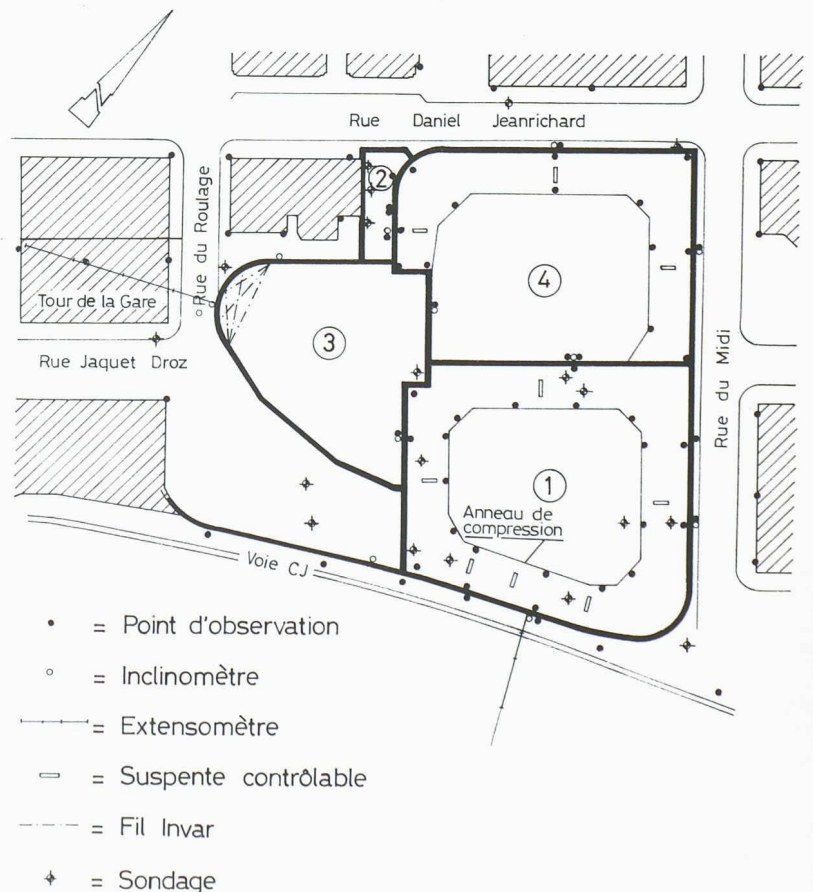 Rue Daniel Jeanrichard
Rue du Roulage
2
4
Tour de la Gare
3
Rue Jaquet Droz
Rue du Midi
1
Anneau de
compression
Voie CJ
• = Point d'observation
= Inclinomètre
= Extensomètre
= Suspente contrôlable
= Fil Invar
= Sondage
N